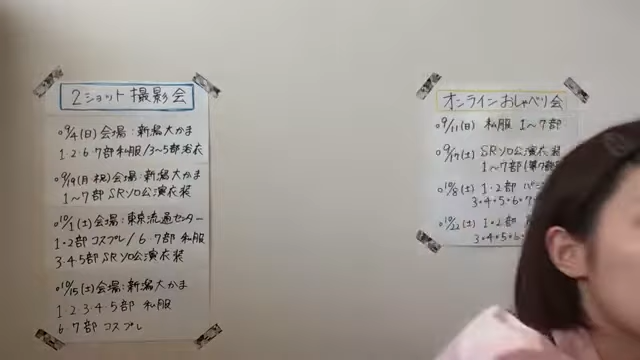 2ショット撮影会
○9/4(日)会場:新潟大かま
1・2・6・7部私服/3～5部浴衣
○9/19(月祝)会場:新潟大かま
1～7部 SRソロ公演衣装
○10/1(土)会場:東京流通センター
1・2部 コスプレ/6・7部 私服
3・4・5部 SRソロ公演衣装
○10/15(土)会場:新潟大かま
1・2・3・4・5部 私服
6・7部 コスプレ
オンラインおしゃべり会
○9/11(日) 私服 1～7部
○9/17(土) SRソロ公演衣装
1～7部
○10/8(土) 1・2部
3・4・5・6・7
○10/22(土) 1・2部
3・4・5・6